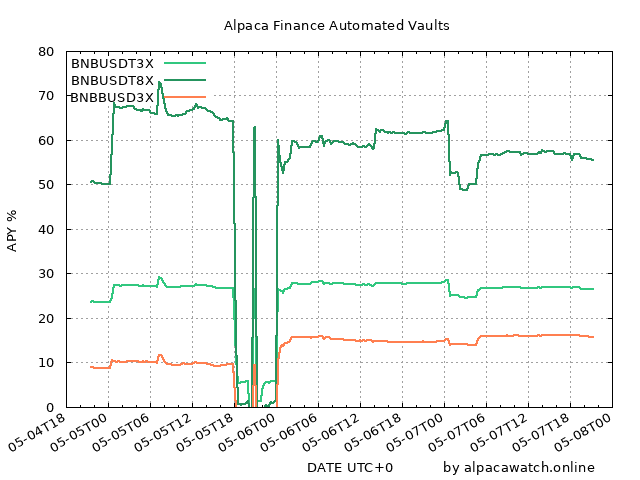 Alpaca Finance Automated Vaults
80
70
60
50
40
30
20
10
0
APY %
BNBUSDT3X
BNBUSDT8X
BNBBUSD3X
05-04T18
05-05T00
05-05T06
05-05T12
05-05T18
05-06T00
05-06T06
05-06T12
05-06T18
05-07T00
05-07T06
05-07T12
05-07T18
05-08T00
DATE UTC+0
by alpacawatch.online